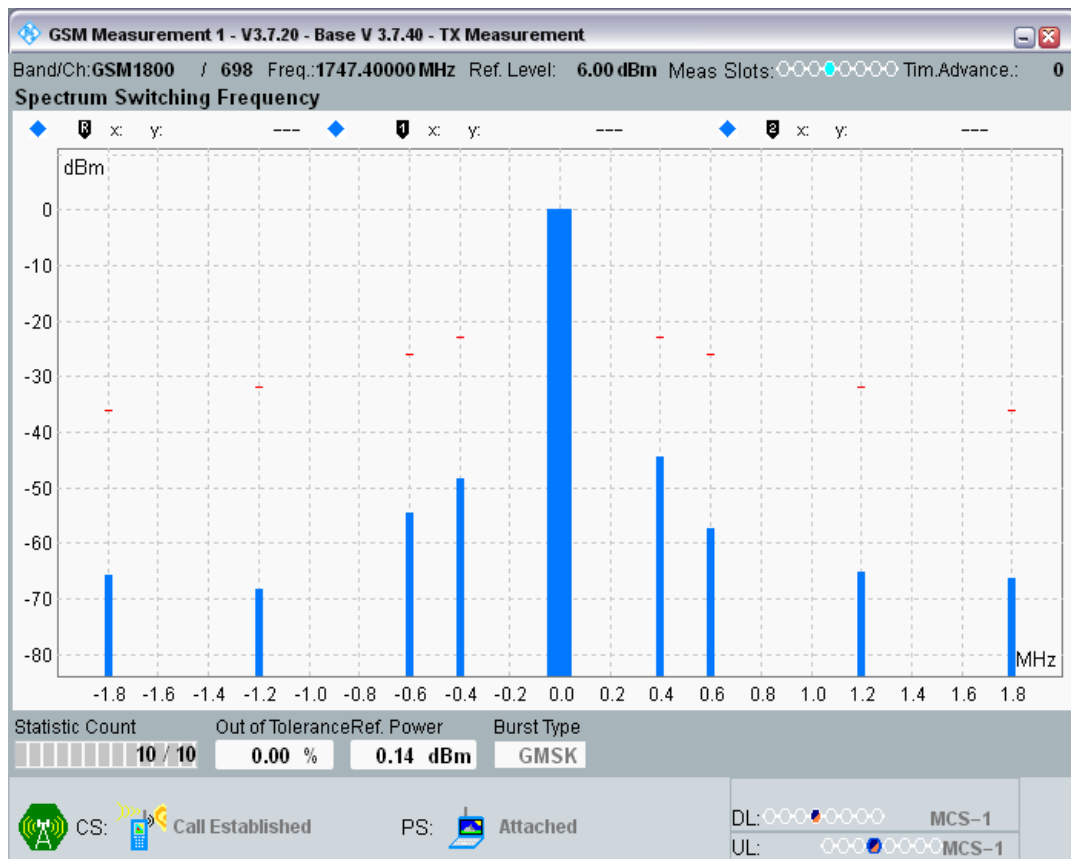 GSM Measurement 1 - V3.7.20 - Base V 3.7.40 - TX Measurement
Band/Ch:GSM1800 / 698 Freq.:1747.40000 MHz Ref. Level: 6.00 dBm Meas Slots: Tim.Advance.: 0
Spectrum Switching Frequency
R x: y: --- 1 x: y: --- 2 x: y: ---
dBm
0
-10
-20
-30
-40
-50
-60
-70
-80
MHz
-1.8 -1.6 -1.4 -1.2 -1.0 -0.8 -0.6 -0.4 -0.2 0.0 0.2 0.4 0.6 0.8 1.0 1.2 1.4 1.6 1.8
Statistic Count Out of Tolerance Ref. Power Burst Type
10 / 10 0.00 % 0.14 dBm GMSK
CS: Call Established PS: Attached DL: MCS-1
UL: MCS-1